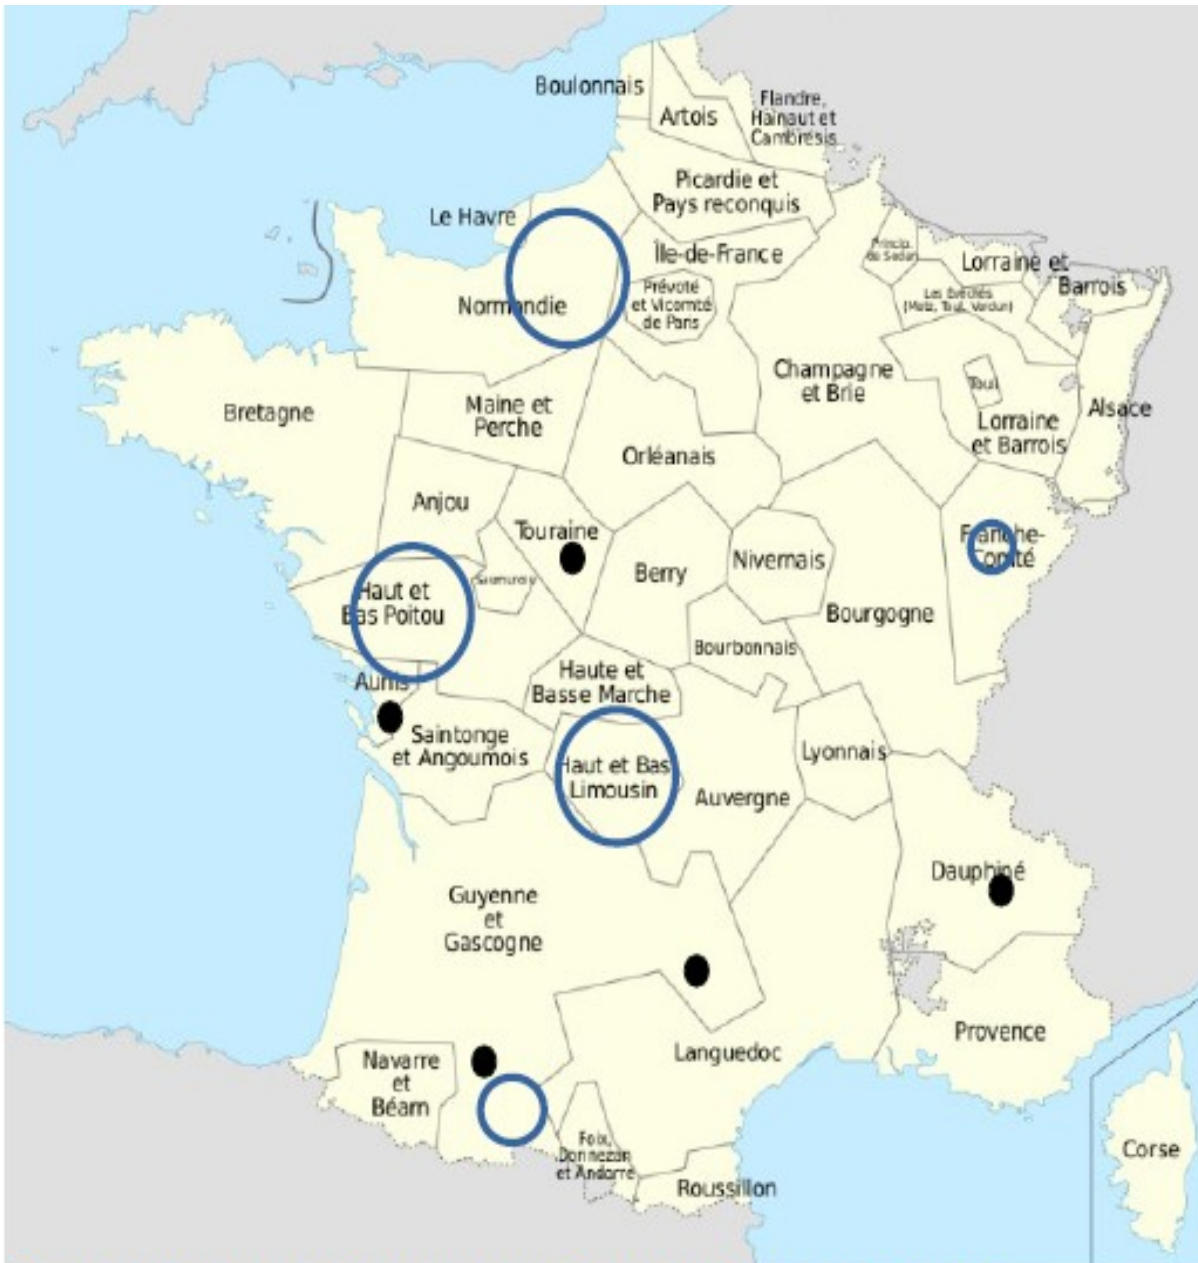 Boulonnais
Artois
Flandre,
Hainaut et
Cambrésis
Picardie et
Pays reconquis
Le Havre
Île-de-France
Princip.
de Sedan
Lorraine et
Barrois
Normandie
Prévoté
et Vicomté
de Paris
Les Évêchés
(Metz, Toul, Verdun)
Champagne
et Brie
Toul
Alsace
Bretagne
Maine et
Perche
Lorraine
et Barrois
Orléanais
Anjou
Touraine
Franche-
Comté
Nivernais
Berry
Saumurois
Haut et
Bas Poitou
Bourgogne
Bourbonnais
Haute et
Basse Marche
Aunis
Saintonge
et Angoumois
Lyonnais
Haut et Bas
Limousin
Auvergne
Dauphiné
Guyenne
et
Gascogne
Provence
Languedoc
Navarre
et
Béarn
Foix,
Donnezan
et Andorre
Corse
Roussillon